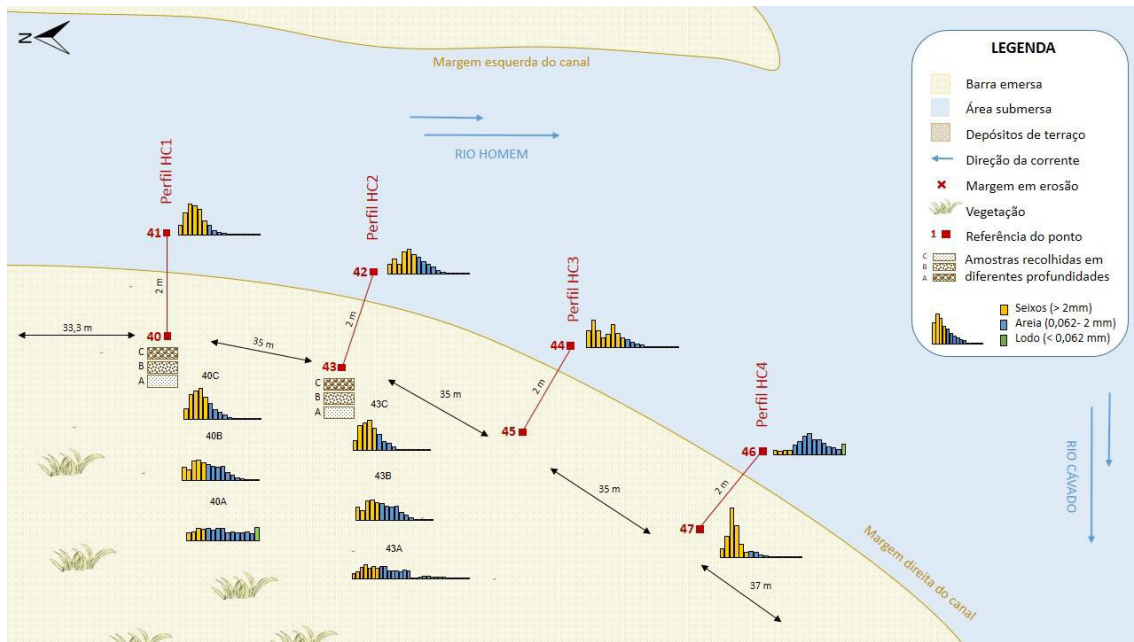 N
Margem esquerda do canal
RIO HOMEM
Perfil HC1
41
2 m
40
33,3 m
C
B
A
40C
40B
40A
35 m
Perfil HC2
42
2 m
43
C
B
A
43C
43B
43A
35 m
Perfil HC3
44
2 m
45
35 m
Perfil HC4
46
2 m
47
37 m
Margem direita do canal
RIO CÁVADO
LEGENDA
Barra emersa
Área submersa
Depósitos de terraço
Direção da corrente
Margem em erosão
Vegetação
1
Referência do ponto
C
B
A
Amostras recolhidas em
diferentes profundidades
Seixos (> 2mm)
Areia (0,062- 2 mm)
Lodo (< 0,062 mm)